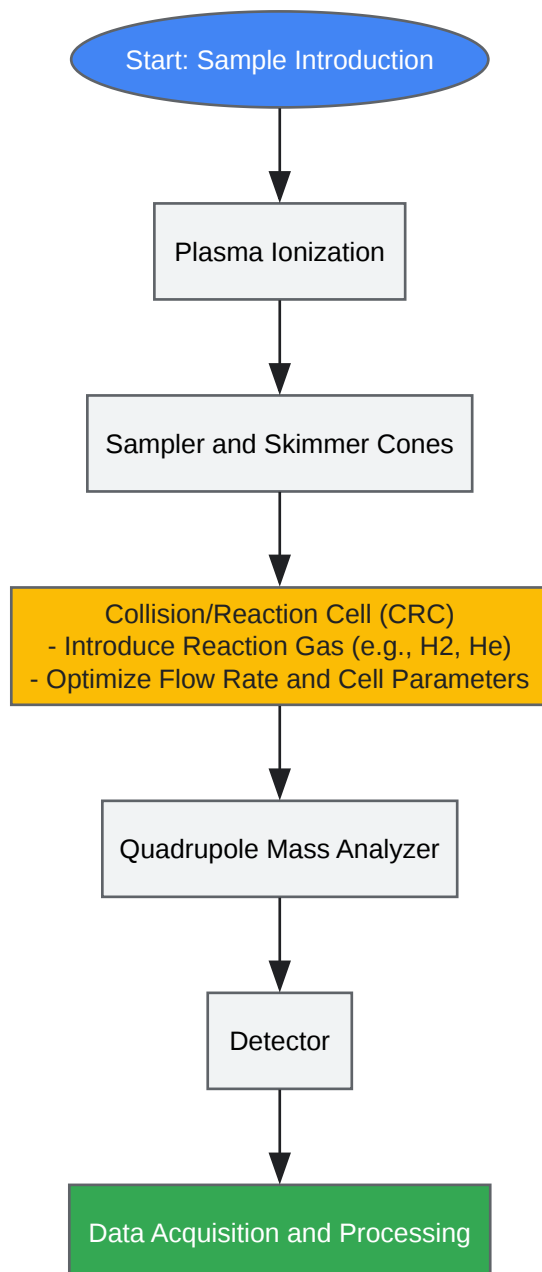 Start: Sample Introduction
Plasma Ionization
Sampler and Skimmer Cones
Collision/Reaction Cell (CRC)
- Introduce Reaction Gas (e.g., H2, He)
- Optimize Flow Rate and Cell Parameters
Quadrupole Mass Analyzer
Detector
Data Acquisition and Processing